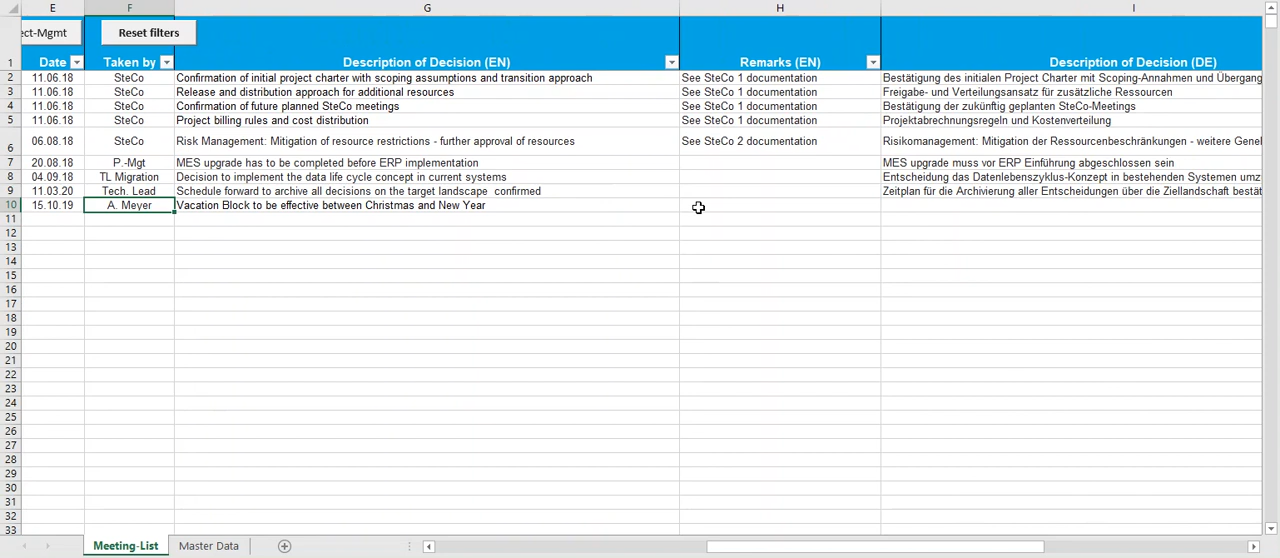 E F G H I
ect-Mgmt Reset filters
1 Date Taken by Description of Decision (EN) Remarks (EN) Description of Decision (DE)
2 11.06.18 SteCo Confirmation of initial project charter with scoping assumptions and transition approach See SteCo 1 documentation Bestätigung des initialen Project Charter mit Scoping-Annahmen und Übergang
3 11.06.18 SteCo Release and distribution approach for additional resources See SteCo 1 documentation Freigabe- und Verteilungsansatz für zusätzliche Ressourcen
4 11.06.18 SteCo Confirmation of future planned SteCo meetings See SteCo 1 documentation Bestätigung der zukünftig geplanten SteCo-Meetings
5 11.06.18 SteCo Project billing rules and cost distribution See SteCo 1 documentation Projektabrechnungsregeln und Kostenverteilung
6 06.08.18 SteCo Risk Management: Mitigation of resource restrictions - further approval of resources See SteCo 2 documentation Risikomanagement: Mitigation der Ressourcenbeschränkungen - weitere Genel
7 20.08.18 P.-Mgt MES upgrade has to be completed before ERP implementation MES upgrade muss vor ERP Einführung abgeschlossen sein
8 04.09.18 TL Migration Decision to implement the data life cycle concept in current systems Entscheidung das Datenlebenszyklus-Konzept in bestehenden Systemen umz
9 11.03.20 Tech. Lead Schedule forward to archive all decisions on the target landscape confirmed Zeitplan für die Archivierung aller Entscheidungen über die Ziellandschaft bestät
10 15.10.19 A. Meyer Vacation Block to be effective between Christmas and New Year
11
12
13
14
15
16
17
18
19
20
21
22
23
24
25
26
27
28
29
30
31
32
33
Meeting-List Master Data